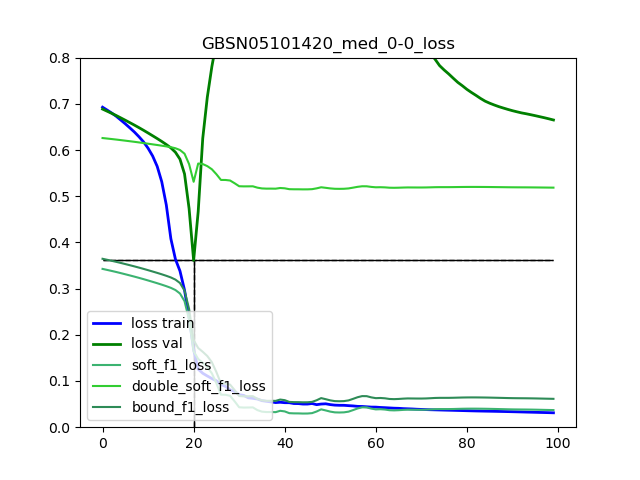 GBSN05101420_med_0-0_loss
0.8
0.7
0.6
0.5
0.4
0.3
0.2
0.1
0.0
loss train
loss val
soft_f1_loss
double_soft_f1_loss
bound_f1_loss
0 20 40 60 80 100